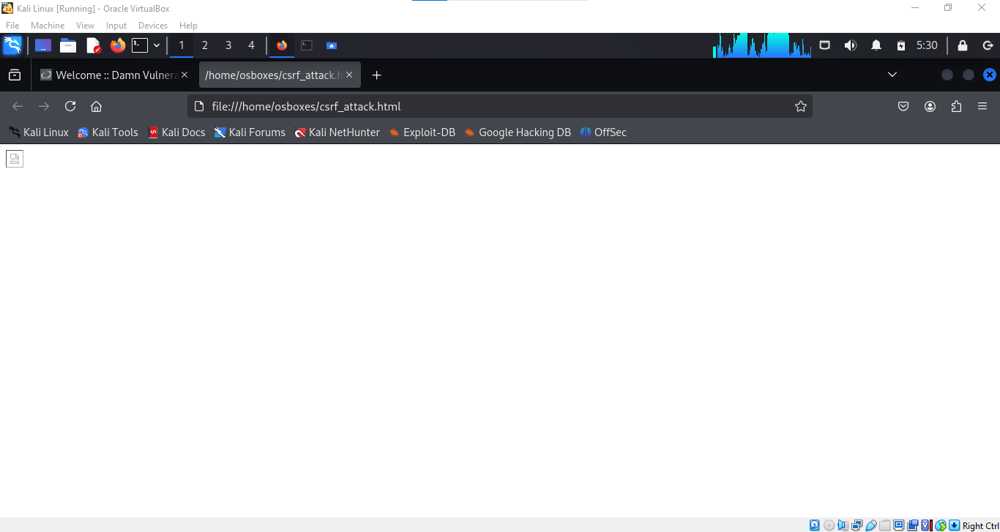 Kali Linux [Running] - Oracle VirtualBox
File Machine View Input Devices Help
1 2 3 4 5:30
Welcome :: Damn Vulnera /home/osboxes/csrf_attack.h
file:///home/osboxes/csrf_attack.html
Kali Linux Kali Tools Kali Docs Kali Forums Kali NetHunter Exploit-DB Google Hacking DB OffSec
Right Ctrl